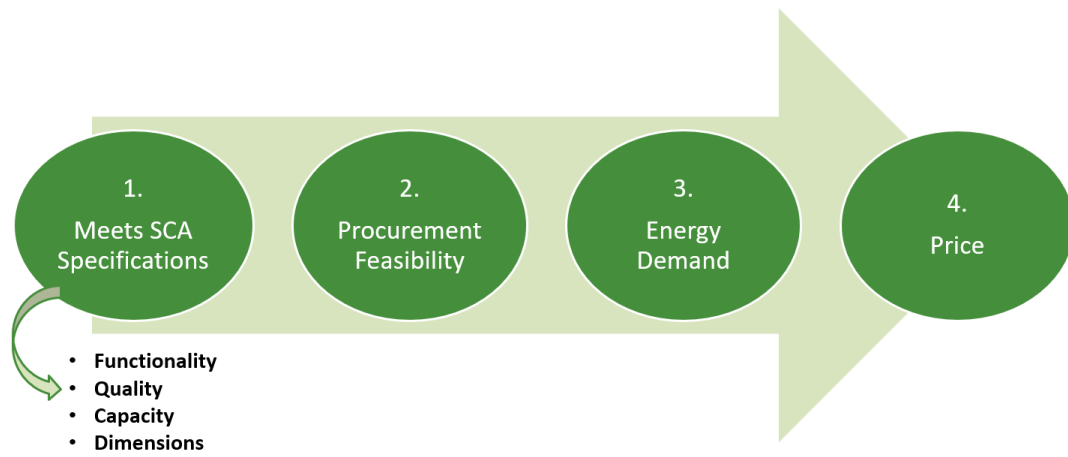 1.
Meets SCA
Specifications
2.
Procurement
Feasibility
3.
Energy
Demand
4.
Price
• Functionality
• Quality
• Capacity
• Dimensions